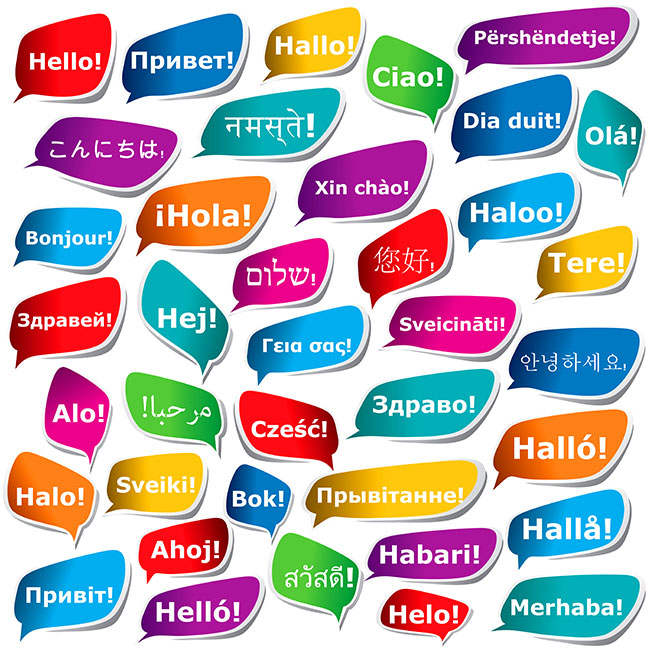 Hello!
Привет!
Hallo!
Ciao!
Përshëndetje!
こんにちは!
नमस्ते!
Dia duit!
Olá!
Xin chào!
¡Hola!
Bonjour!
Haloo!
שלום!
您好!
Tere!
Здравей!
Hej!
Γεια σας!
Sveicināti!
안녕하세요!
Alo!
مرحبا!
Cześć!
Здраво!
Halló!
Halo!
Sveiki!
Bok!
Прывітанне!
Hallå!
Ahoj!
Habari!
Привіт!
Helló!
สวัสดี!
Helo!
Merhaba!